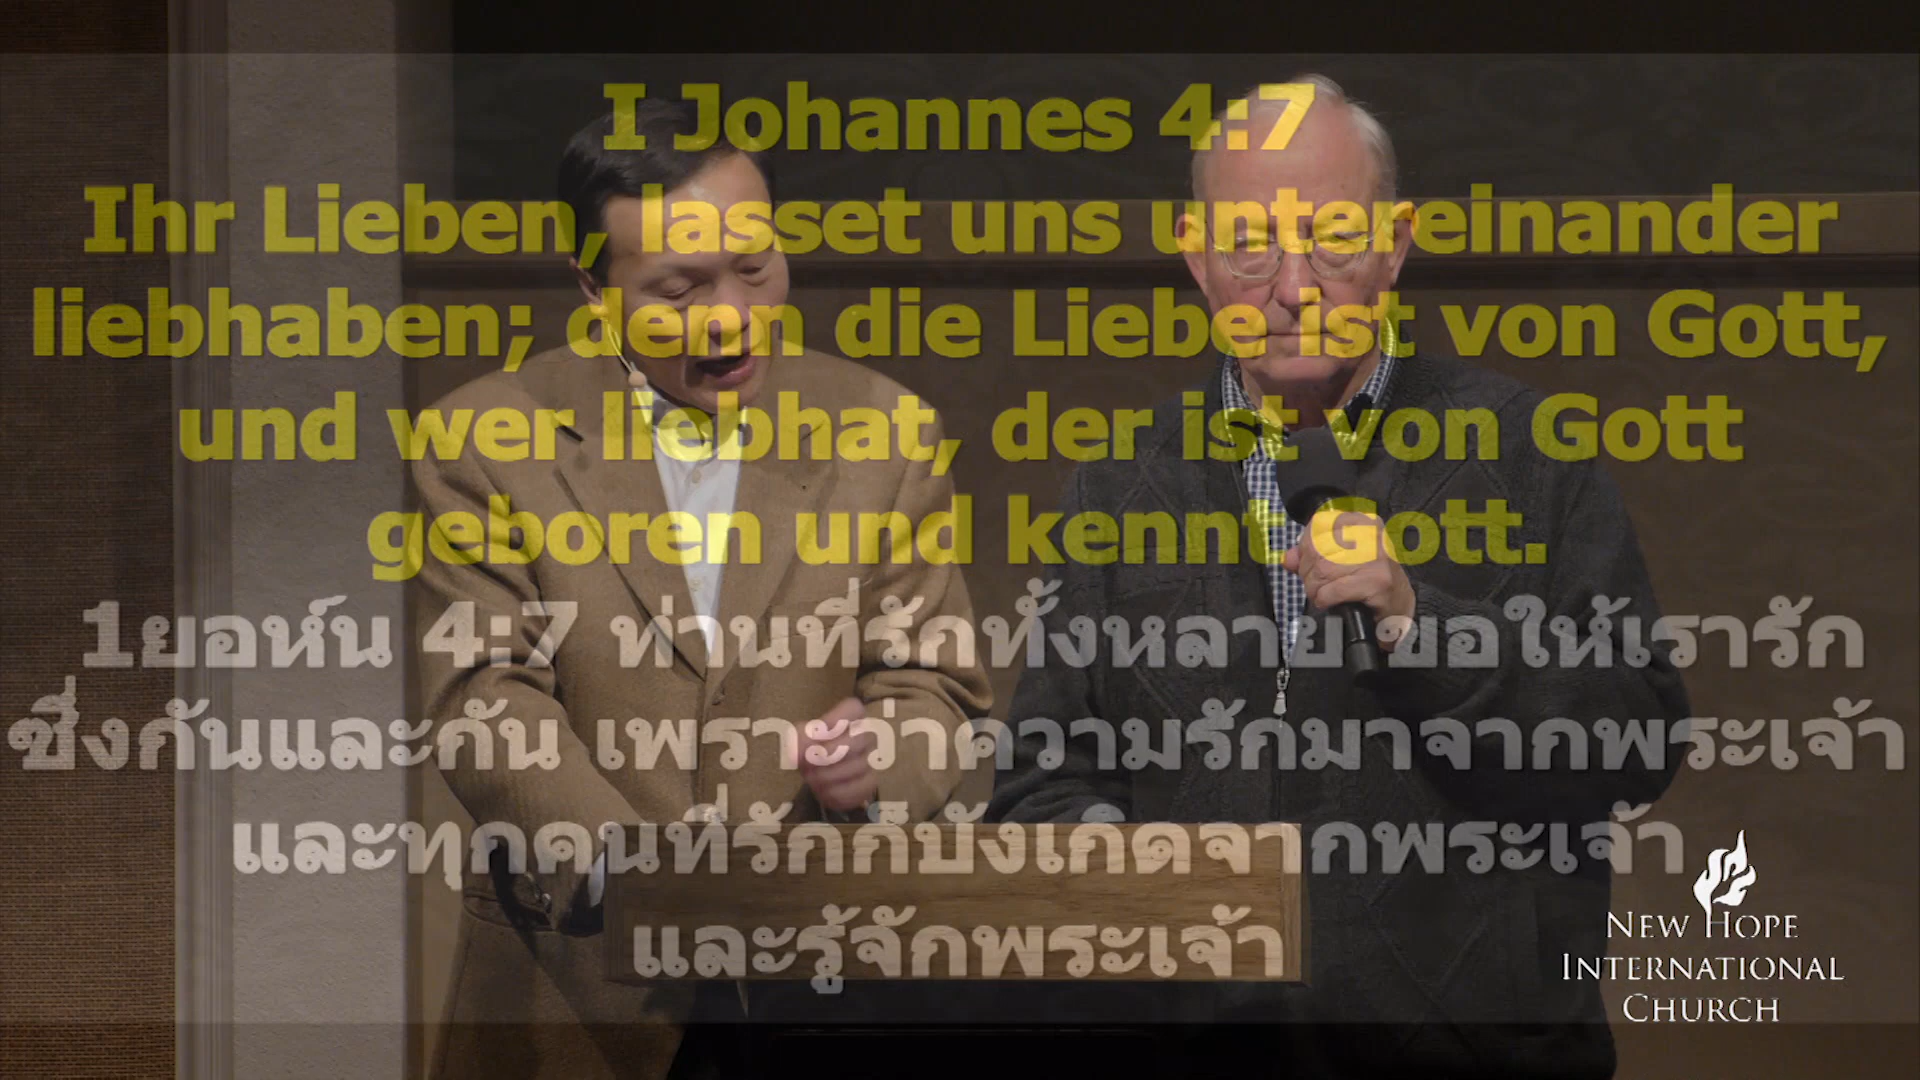 I Johannes 4:7
Ihr Lieben, lasset uns untereinander
liebhaben; denn die Liebe ist von Gott,
und wer liebhat, der ist von Gott
geboren und kennt Gott.
1ยอห์น 4:7 ท่านที่รักทั้งหลาย ขอให้เรารัก
ซึ่งกันและกัน เพราะว่าความรักมาจากพระเจ้า
และทุกคนที่รักก็บังเกิดจากพระเจ้า
และรู้จักพระเจ้า
NEW HOPE
INTERNATIONAL
CHURCH